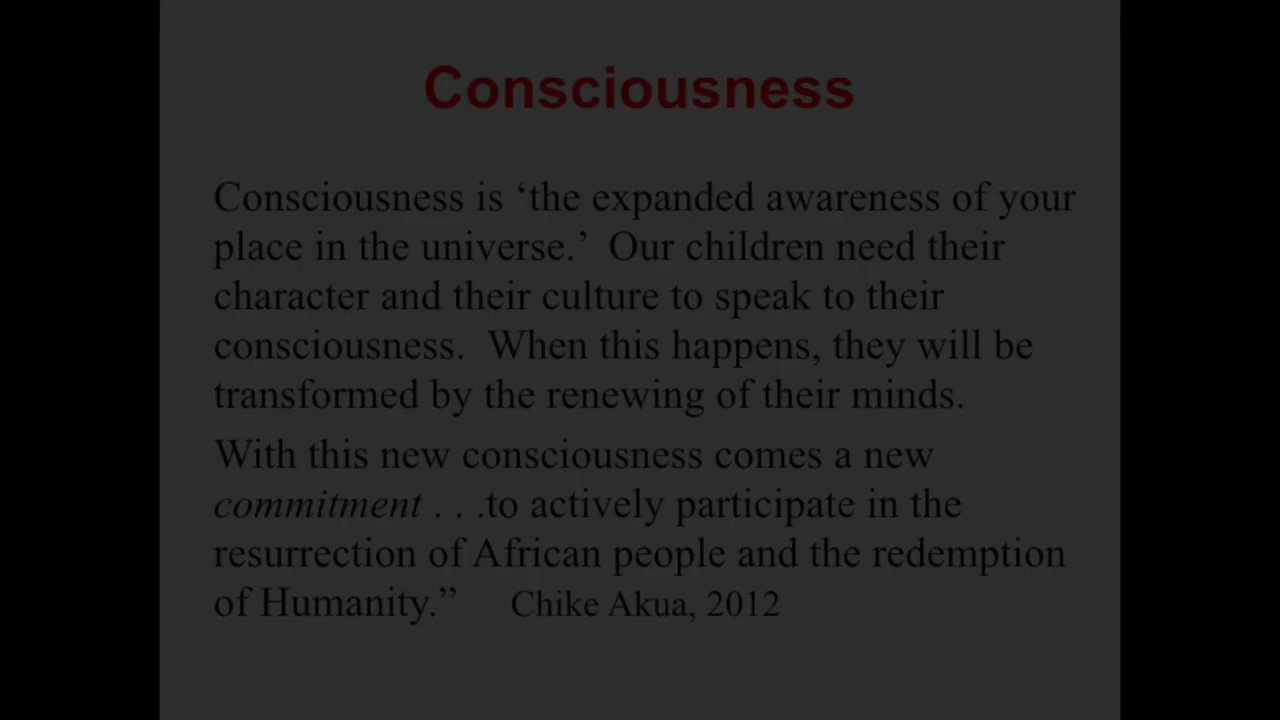 Consciousness
Consciousness is ‘the expanded awareness of your
place in the universe.’  Our children need their
character and their culture to speak to their
consciousness.  When this happens, they will be
transformed by the renewing of their minds.
With this new consciousness comes a new
commitment . . .to actively participate in the
resurrection of African people and the redemption
of Humanity.”    Chike Akua, 2012